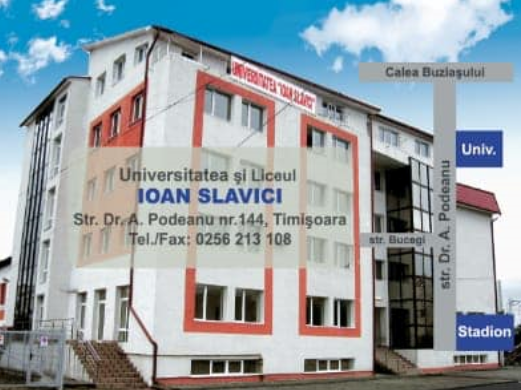 UNIVERSITATEA "IOAN SLAVICI"
Calea Buziaşului
Univ.
Universitatea şi Liceul
IOAN SLAVICI
Str. Dr. A. Podeanu nr.144, Timişoara
Tel./Fax: 0256 213 108
str. Bucegi
str. Dr. A. Podeanu
Stadion